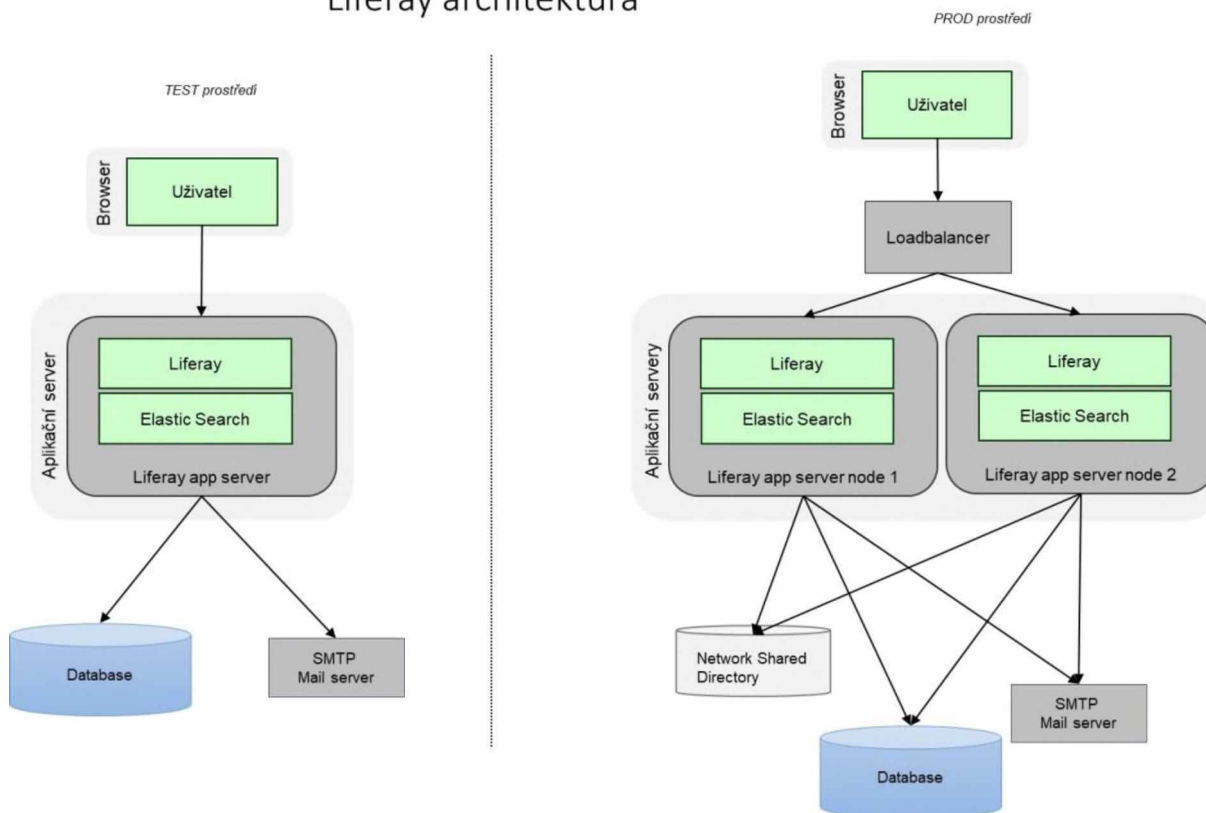 Liferay architektura
TEST prostředí
Browser
Uživatel
Aplikační server
Liferay
Elastic Search
Liferay app server
Database
SMTP
Mail server
PROD prostředí
Browser
Uživatel
Loadbalancer
Aplikační servery
Liferay
Elastic Search
Liferay app server node 1
Liferay
Elastic Search
Liferay app server node 2
Network Shared
Directory
SMTP
Mail server
Database